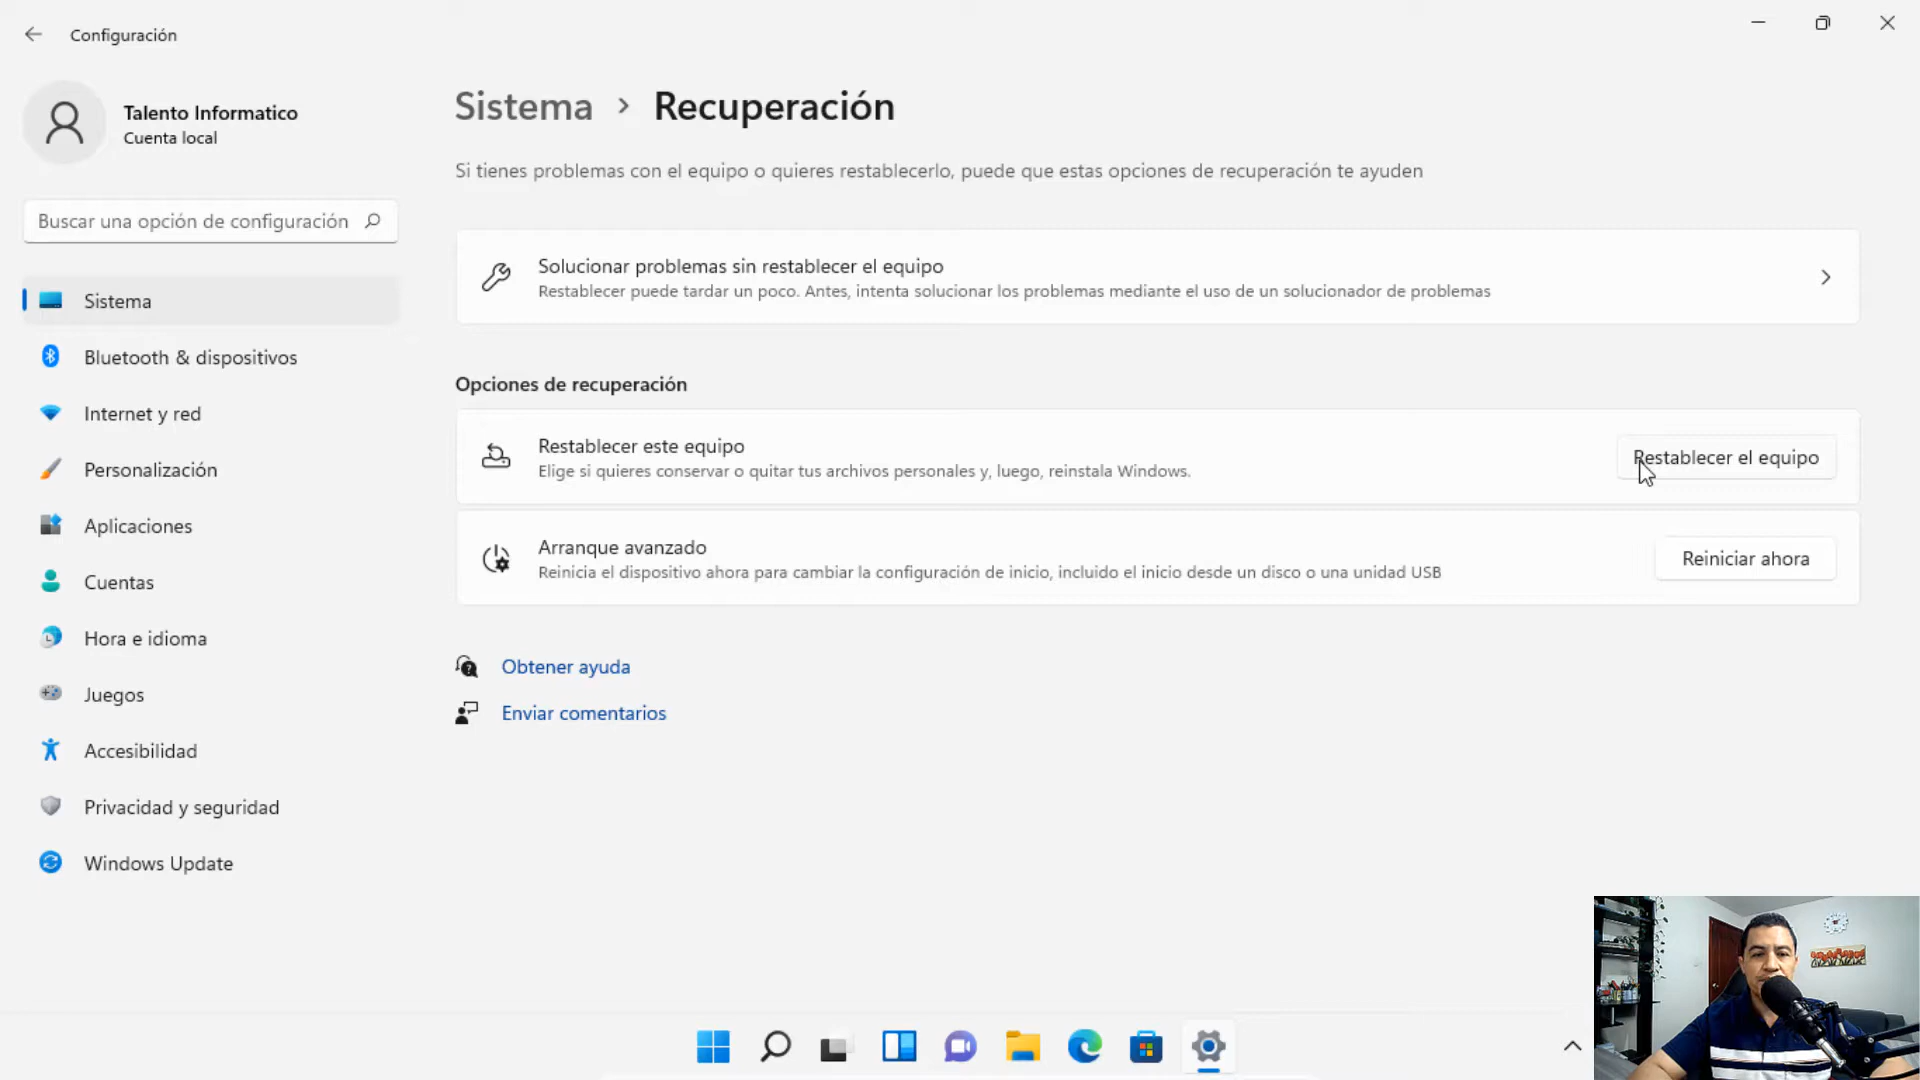 Configuración
Talento Informatico
Cuenta local
Buscar una opción de configuración
Sistema
Bluetooth & dispositivos
Internet y red
Personalización
Aplicaciones
Cuentas
Hora e idioma
Juegos
Accesibilidad
Privacidad y seguridad
Windows Update
Sistema > Recuperación
Si tienes problemas con el equipo o quieres restablecerlo, puede que estas opciones de recuperación te ayuden
Solucionar problemas sin restablecer el equipo
Restablecer puede tardar un poco. Antes, intenta solucionar los problemas mediante el uso de un solucionador de problemas
Opciones de recuperación
Restablecer este equipo
Elige si quieres conservar o quitar tus archivos personales y, luego, reinstala Windows.
Restablecer el equipo
Arranque avanzado
Reinicia el dispositivo ahora para cambiar la configuración de inicio, incluido el inicio desde un disco o una unidad USB
Reiniciar ahora
Obtener ayuda
Enviar comentarios